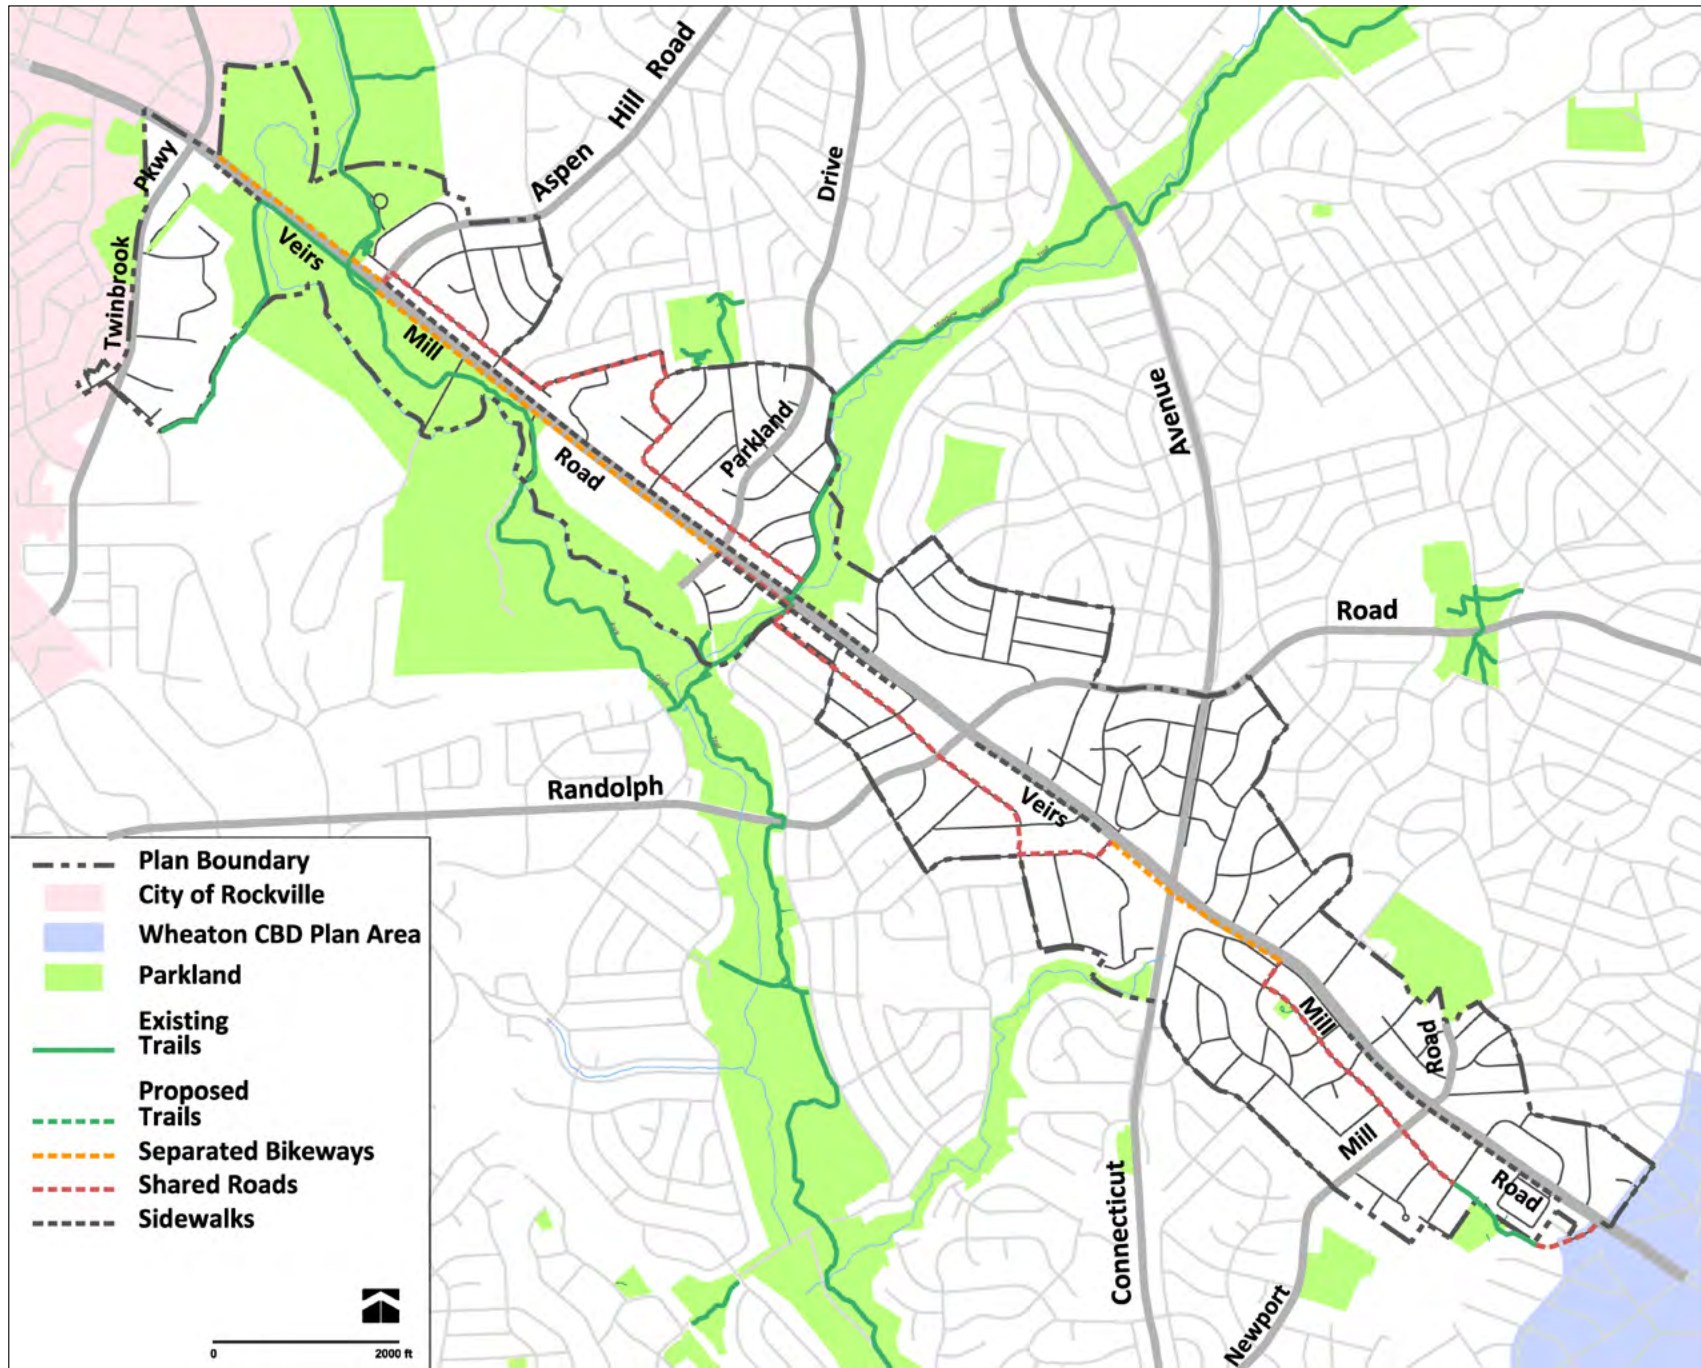 Aspen
Hill
Road
Pkwy
Twinbrook
Drive
Veirs
Mill
Road
Parkland
Avenue
Road
Randolph
Veirs
Mill
Road
Mill
Road
Connecticut
Newport
Plan Boundary
City of Rockville
Wheaton CBD Plan Area
Parkland
Existing
Trails
Proposed
Trails
Separated Bikeways
Shared Roads
Sidewalks
0
2000 ft